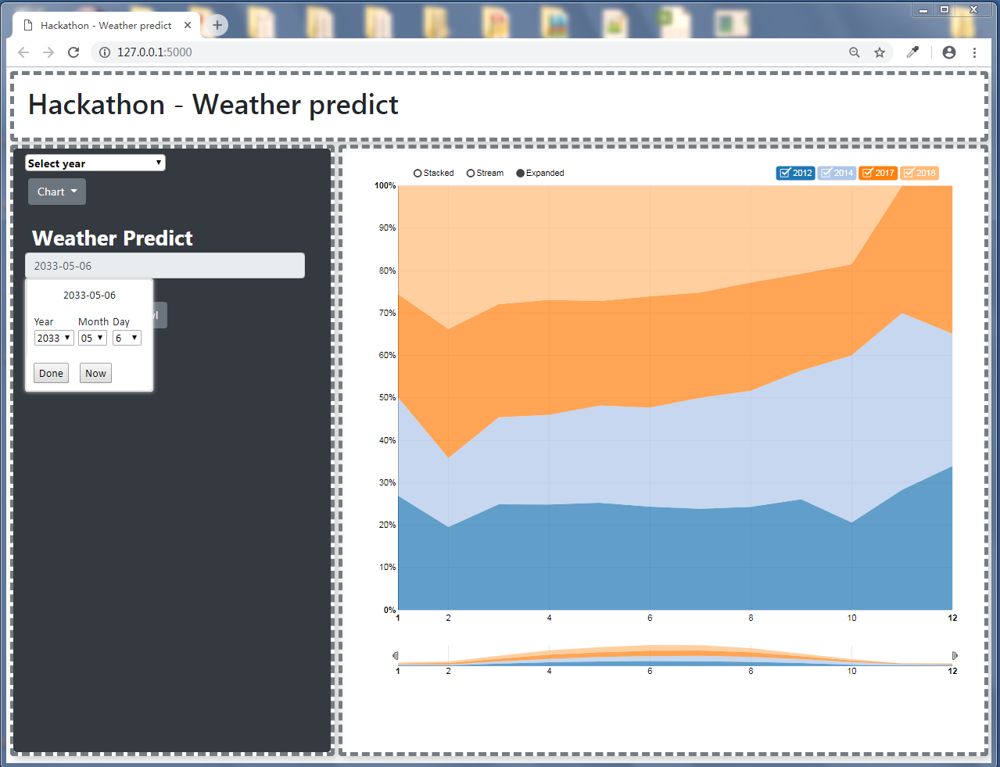 Hackathon - Weather predict
127.0.0.1:5000
Hackathon - Weather predict
Select year
Chart
Weather Predict
2033-05-06
2033-05-06
Year Month Day
2033 05 6
Done Now
Stacked Stream Expanded
2012 2014 2017 2018
100%
90%
80%
70%
60%
50%
40%
30%
20%
10%
0%
1 2 4 6 8 10 12
1 2 4 6 8 10 12